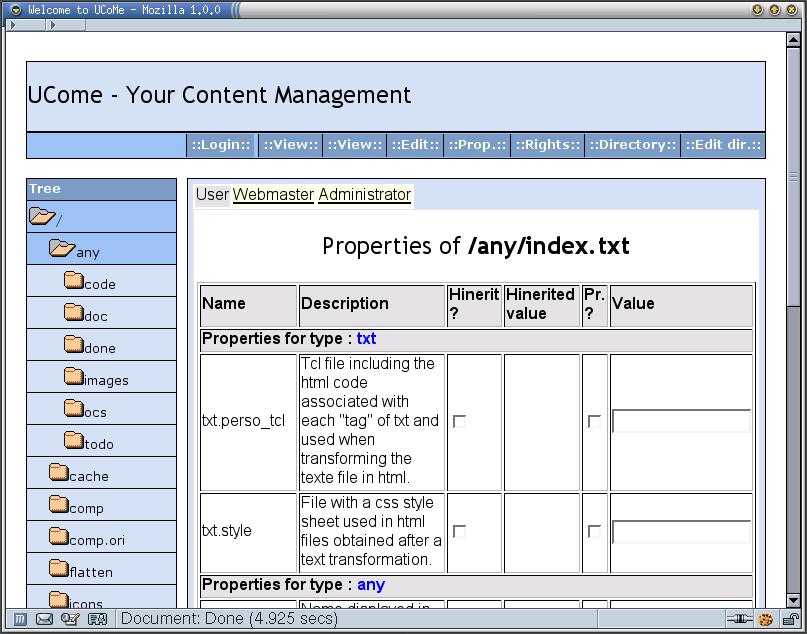 Welcome to UCoMe - Mozilla 1.0.0
UCome - Your Content Management
::Login:: ::View:: ::View:: ::Edit:: ::Prop.:: ::Rights:: ::Directory:: ::Edit dir.::
Tree
/
any
code
doc
done
images
ocs
todo
cache
comp
comp.ori
flatten
icons
User Webmaster Administrator
Properties of /any/index.txt
Name Description Hinerit ? Hinerited value Pr. ? Value
Properties for type : txt
txt.perso_tcl
Tcl file including the
html code
associated with
each "tag" of txt and
used when
transforming the
texte file in html.
txt.style
File with a css style
sheet used in html
files obtained after a
text transformation.
Properties for type : any
Name displayed in
Document: Done (4.925 secs)